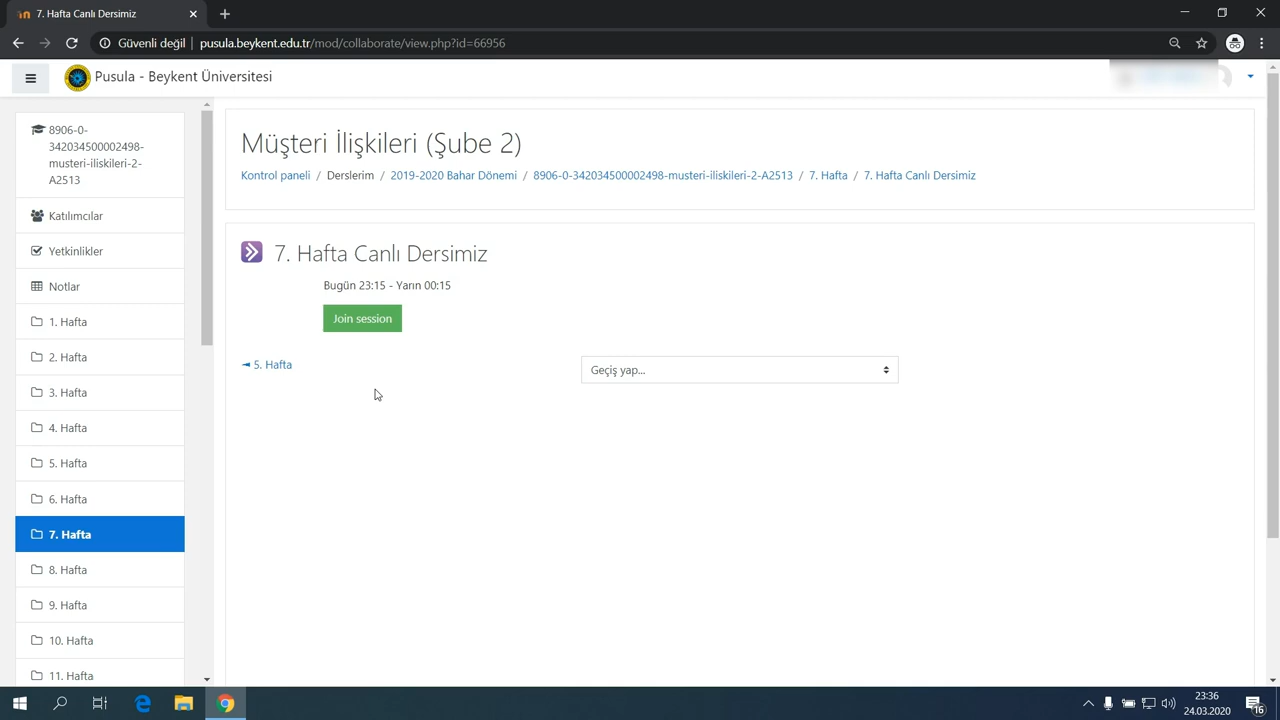 7. Hafta Canlı Dersimiz
Güvenli değil | pusula.beykent.edu.tr/mod/collaborate/view.php?id=66956
Pusula - Beykent Üniversitesi
8906-0-
342034500002498-
musteri-iliskileri-2-
A2513
Katılımcılar
Yetkinlikler
Notlar
1. Hafta
2. Hafta
3. Hafta
4. Hafta
5. Hafta
6. Hafta
7. Hafta
8. Hafta
9. Hafta
10. Hafta
11. Hafta
Müşteri İlişkileri (Şube 2)
Kontrol paneli / Derslerim / 2019-2020 Bahar Dönemi / 8906-0-342034500002498-musteri-iliskileri-2-A2513 / 7. Hafta / 7. Hafta Canlı Dersimiz
7. Hafta Canlı Dersimiz
Bugün 23:15 - Yarın 00:15
Join session
◄ 5. Hafta
Geçiş yap...
23:36
24.03.2020
16